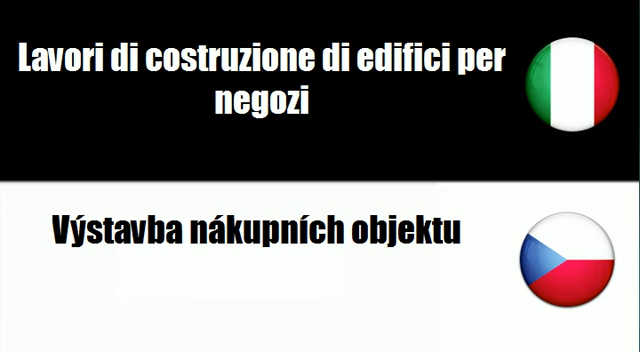 Lavori di costruzione di edifici per
negozi
Výstavba nákupních objektu